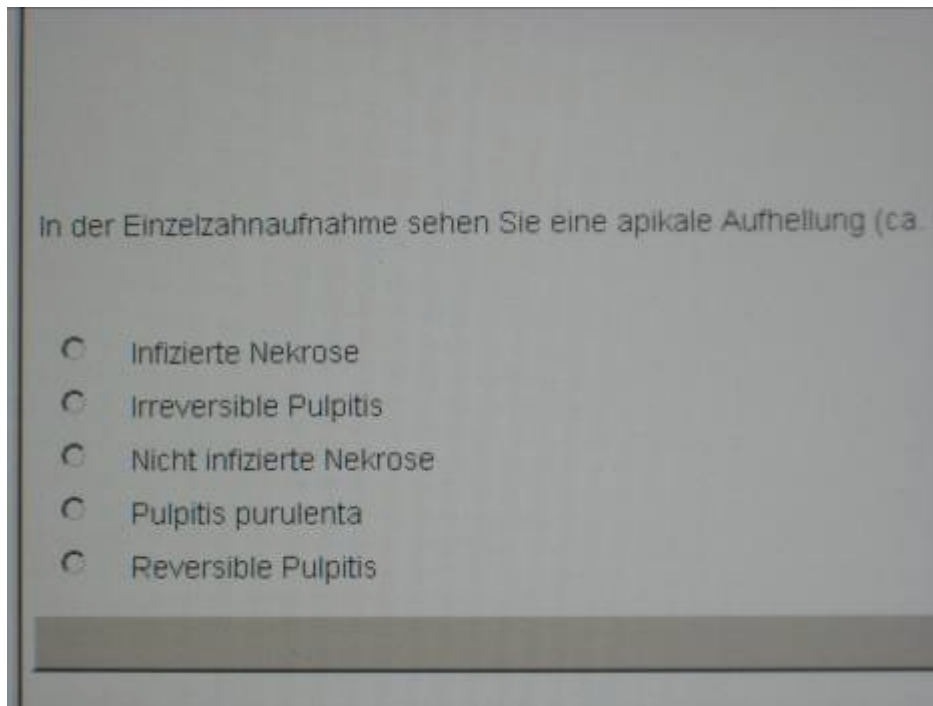 In der Einzelzahnaufnahme sehen Sie eine apikale Aufhellung (ca.
Infizierte Nekrose
Irreversible Pulpitis
Nicht infizierte Nekrose
Pulpitis purulenta
Reversible Pulpitis